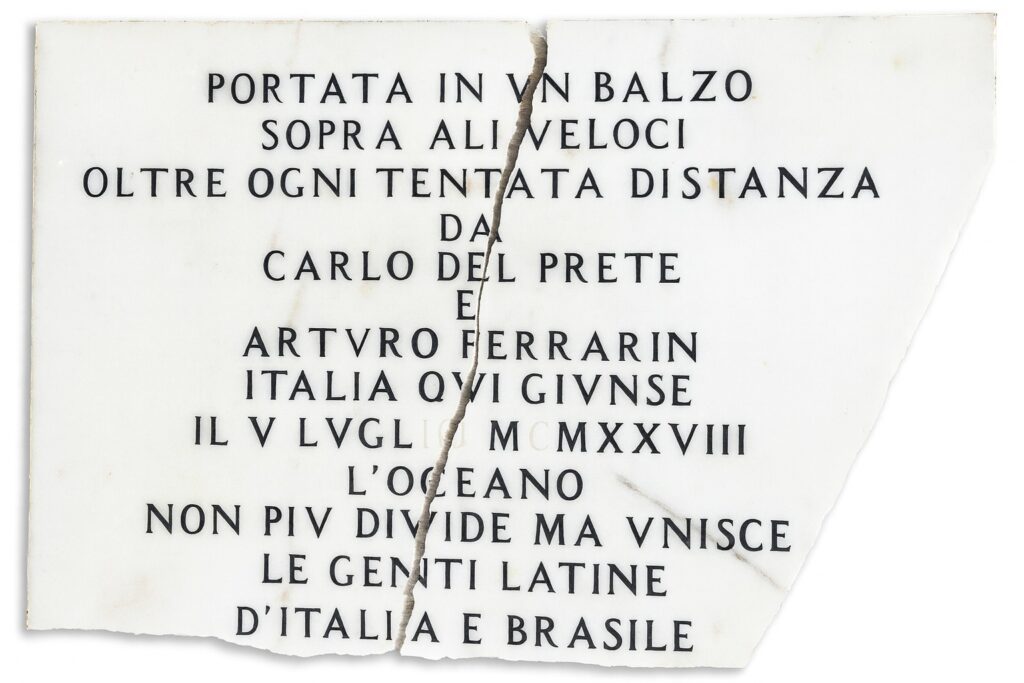 PORTATA IN VN BALZO
SOPRA ALI VELOCI
OLTRE OGNI TENTATA DISTANZA
DA
CARLO DEL PRETE
E
ARTVRO FERRARIN
ITALIA QVI GIVNSE
IL V LVGLIO MCMXXVIII
L'OCEANO
NON PIV DIVIDE MA VNISCE
LE GENTI LATINE
D'ITALIA E BRASILE